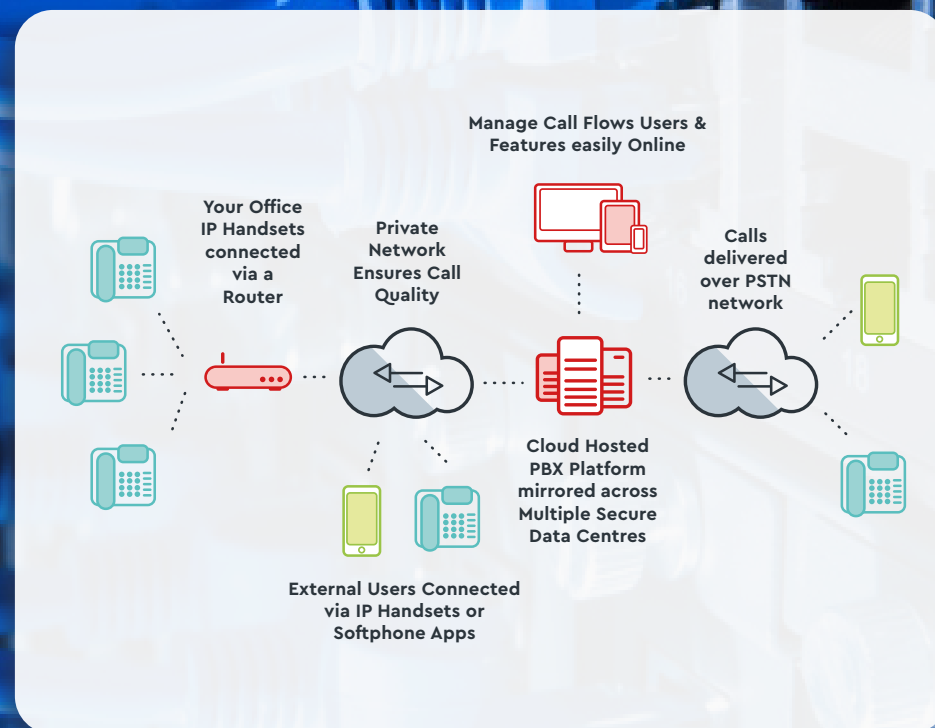 Manage Call Flows Users &
Features easily Online
Your Office
IP Handsets
connected
via a
Router
Private
Network
Ensures Call
Quality
Calls
delivered
over PSTN
network
Cloud Hosted
PBX Platform
mirrored across
Multiple Secure
Data Centres
External Users Connected
via IP Handsets or
Softphone Apps